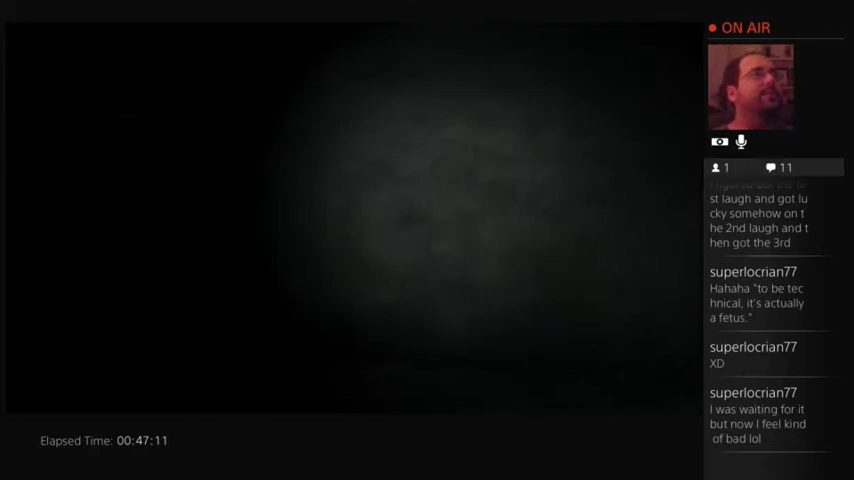 ON AIR
1
11
st laugh and got lu
cky somehow on t
he 2nd laugh and t
hen got the 3rd
superlocrian77
Hahaha "to be tec
hnical, it's actually
a fetus."
superlocrian77
XD
superlocrian77
I was waiting for it
but now I feel kind
of bad lol
Elapsed Time: 00:47:11